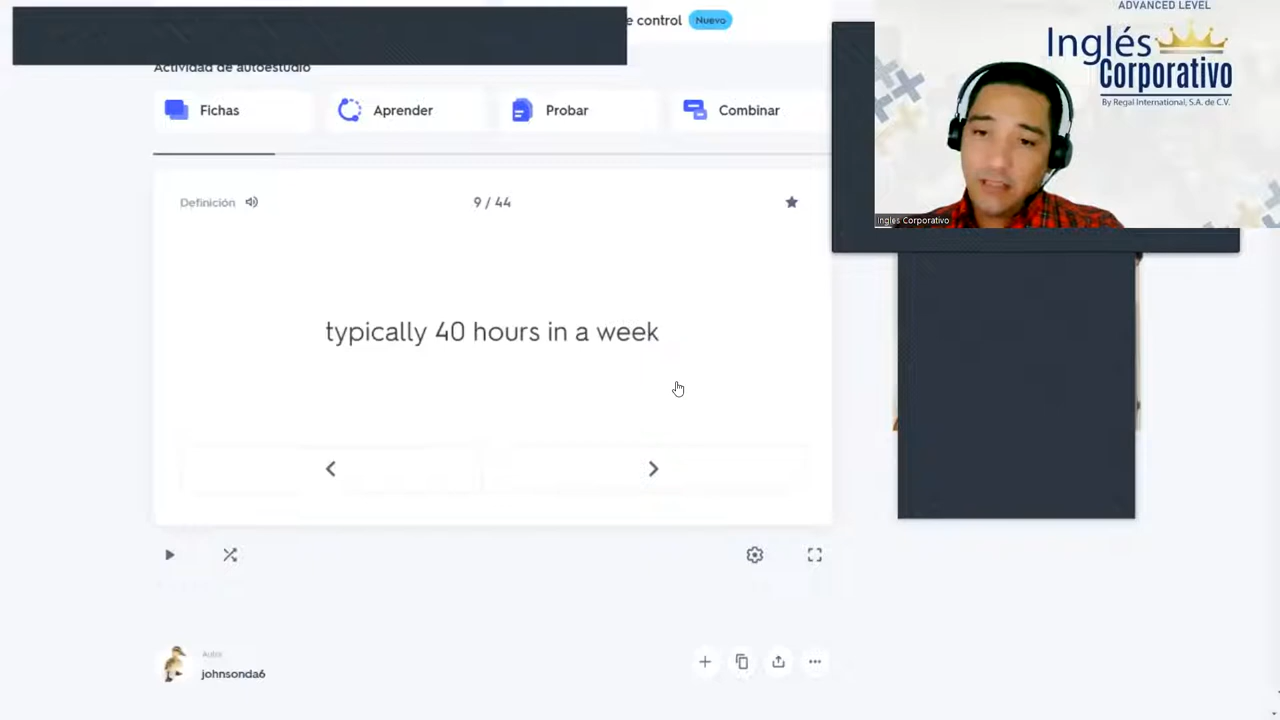 e control
Nuevo
Actividad de autoestudio
Fichas
Aprender
Probar
Combinar
Definición
9 / 44
typically 40 hours in a week
Autor
johnsonda6
ADVANCED LEVEL
Inglés
Corporativo
By Regal International, S.A. de C.V.
Inglés Corporativo